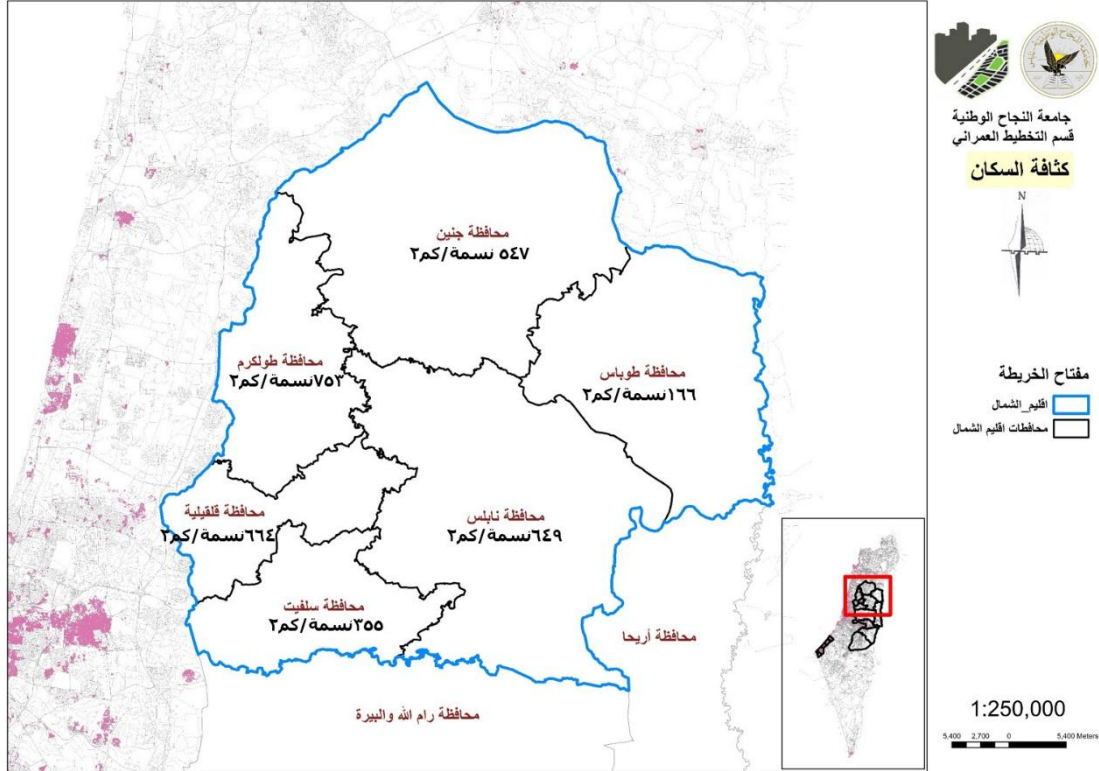 جامعة النجاح الوطنية
قسم التخطيط العمراني
كثافة السكان
N
مفتاح الخريطة
اقليم_الشمال
محافظات اقليم الشمال
1:250,000
5,400 2,700 0 5,400 Meters
محافظة جنين
٥٤٧ نسمة/كم٢
محافظة طولكرم
٧٥٢نسمة/كم٢
محافظة طوباس
١٦٦نسمة/كم٢
محافظة قلقيلية
٦٦٤نسمة/كم٢
محافظة نابلس
٦٤٩نسمة/كم٢
محافظة سلفيت
٣٥٥نسمة/كم٢
محافظة أريحا
محافظة رام الله والبيرة